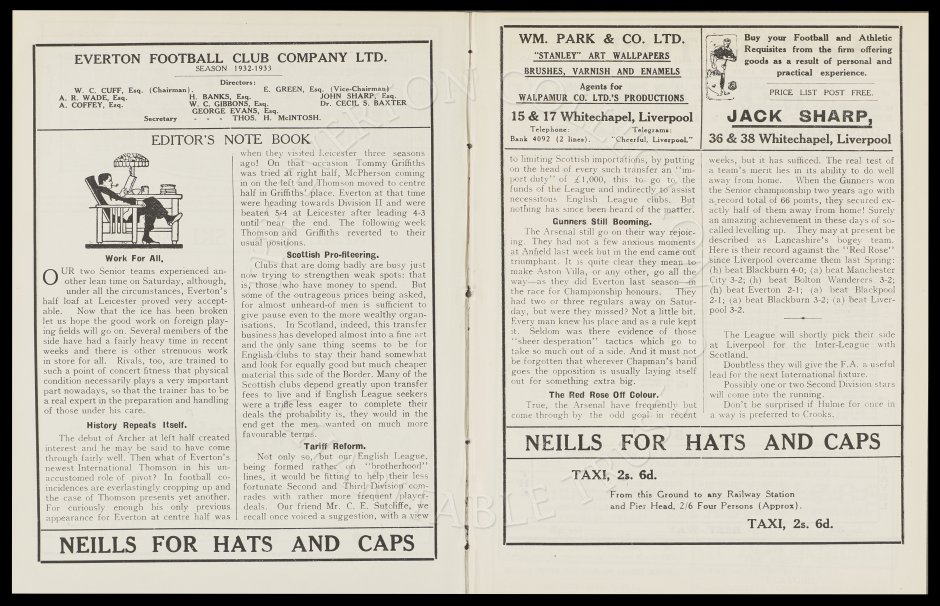 EVERTON FOOTBALL CLUB COMPANY LTD.
SEASON 1932-1933
Directors:
W. C. CUFF, Esq. (Chairman). E. GREEN, Esq. (Vice-Chairman)
A. R. WADE, Esq. H. BANKS, Esq. JOHN SHARP, Esq.
A. COFFEY, Esq. W. C. GIBBONS, Esq. Dr. CECIL S. BAXTER
GEORGE EVANS, Esq.
Secretary - - - THOS. H. McINTOSH.
EDITOR'S NOTE BOOK
Work For All,
OUR two Senior teams experienced an-
other lean time on Saturday, although,
under all the circumstances, Everton's
half loaf at Leicester proved very accept-
able. Now that the ice has been broken
let us hope the good work on foreign play-
ing fields will go on. Several members of the
side have had a fairly heavy time in recent
weeks and there is other strenuous work
in store for all. Rivals, too, are trained to
such a point of concert fitness that physical
condition necessarily plays a very important
part nowadays, so that the trainer has to be
a real expert in the preparation and handling
of those under his care.
History Repeats Itself.
The debut of Archer at left half created
interest and he may be said to have come
through fairly well. Then what of Everton's
newest International Thomson in his un-
accustomed role of pivot? In football co-
incidences are everlastingly cropping up and
the case of Thomson presents yet another.
For curiously enough his only previous
appearance for Everton at centre half was
when they visited Leicester three seasons
ago! On that occasion Tommy Griffiths
was tried at right half, McPherson coming
in on the left and Thomson moved to centre
half in Griffiths' place. Everton at that time
were heading towards Division II and were
beaten 5/4 at Leicester after leading 4-3
until near the end. The following week
Thomson and Griffiths reverted to their
usual positions.
Scottish Pro-fiteering.
Clubs that are doing badly are busy just
now trying to strengthen weak spots: that
is, those who have money to spend. But
some of the outrageous prices being asked,
for almost unheard-of men is sufficient to
give pause even to the more wealthy organ-
isations. In Scotland, indeed, this transfer
business has developed almost into a fine art
and the only sane thing seems to be for
English clubs to stay their hand somewhat
and look for equally good but much cheaper
material this side of the Border. Many of the
Scottish clubs depend greatly upon transfer
fees to live and if English League seekers
were a trifle less eager to complete their
deals the probability is, they would in the
end get the men wanted on much more
favourable terms.
Tariff Reform.
Not only so, but our English League,
being formed rather on "brotherhood"
lines, it would be fitting to help their less
fortunate Second and Third Division com-
rades with rather more frequent player-
deals. Our friend Mr. C. E. Sutcliffe, we
recall once voiced a suggestion, with a view
NEILLS FOR HATS AND CAPS
WM. PARK & CO. LTD.
"STANLEY" ART WALLPAPERS
BRUSHES, VARNISH AND ENAMELS
Agents for
WALPAMUR CO. LTD.'S PRODUCTIONS
15 & 17 Whitechapel, Liverpool
Telephone: Telegrams:
Bank 4092 (2 lines). "Cheerful, Liverpool."
Buy your Football and Athletic
Requisites from the firm offering
goods as a result of personal and
practical experience.
PRICE LIST POST FREE.
JACK SHARP,
36 & 38 Whitechapel, Liverpool
to limiting Scottish importations, by putting
on the head of every such transfer an "im-
port duty" of £1,000, this to go to the
funds of the League and indirectly to assist
necessitous English League clubs. But
nothing has since been heard of the matter.
Gunners Still Booming.
The Arsenal still go on their way rejoic-
ing. They had not a few anxious moments
at Anfield last week but in the end came out
triumphant. It is quite clear they mean to
make Aston Villa, or any other, go all the
way—as they did Everton last season—in
the race for Championship honours. They
had two or three regulars away on Satur-
day, but were they missed? Not a little bit.
Every man knew his place and as a rule kept
it. Seldom was there evidence of those
"sheer desperation" tactics which go to
take so much out of a side. And it must not
be forgotten that wherever Chapman's band
goes the opposition is usually laying itself
out for something extra big.
The Red Rose Off Colour.
True, the Arsenal have frequently but
come through by the odd goal in recent
weeks, but it has sufficed. The real test of
a team's merit lies in its ability to do well
away from home. When the Gunners won
the Senior championship two years ago with
a record total of 66 points, they secured ex-
actly half of them away from home! Surely
an amazing achievement in these days of so-
called levelling up. They may at present be
described as Lancashire's bogey team.
Here is their record against the "Red Rose"
since Liverpool overcame them last Spring:
(h) beat Blackburn 4-0; (a) beat Manchester
City 3-2; (h) beat Bolton Wanderers 3-2;
(h) beat Everton 2-1; (a) beat Blackpool
2-1; (a) beat Blackburn 3-2; (a) beat Liver-
pool 3-2.
The League will shortly pick their side
at Liverpool for the Inter-League with
Scotland.
Doubtless they will give the F.A. a useful
lead for the next International fixture.
Possibly one or two Second Division stars
will come into the running.
Don't be surprised if Hulme for once in
a way is preferred to Crooks.
NEILLS FOR HATS AND CAPS
TAXI, 2s. 6d.
From this Ground to any Railway Station
and Pier Head, 2/6 Four Persons (Approx).
TAXI, 2s. 6d.